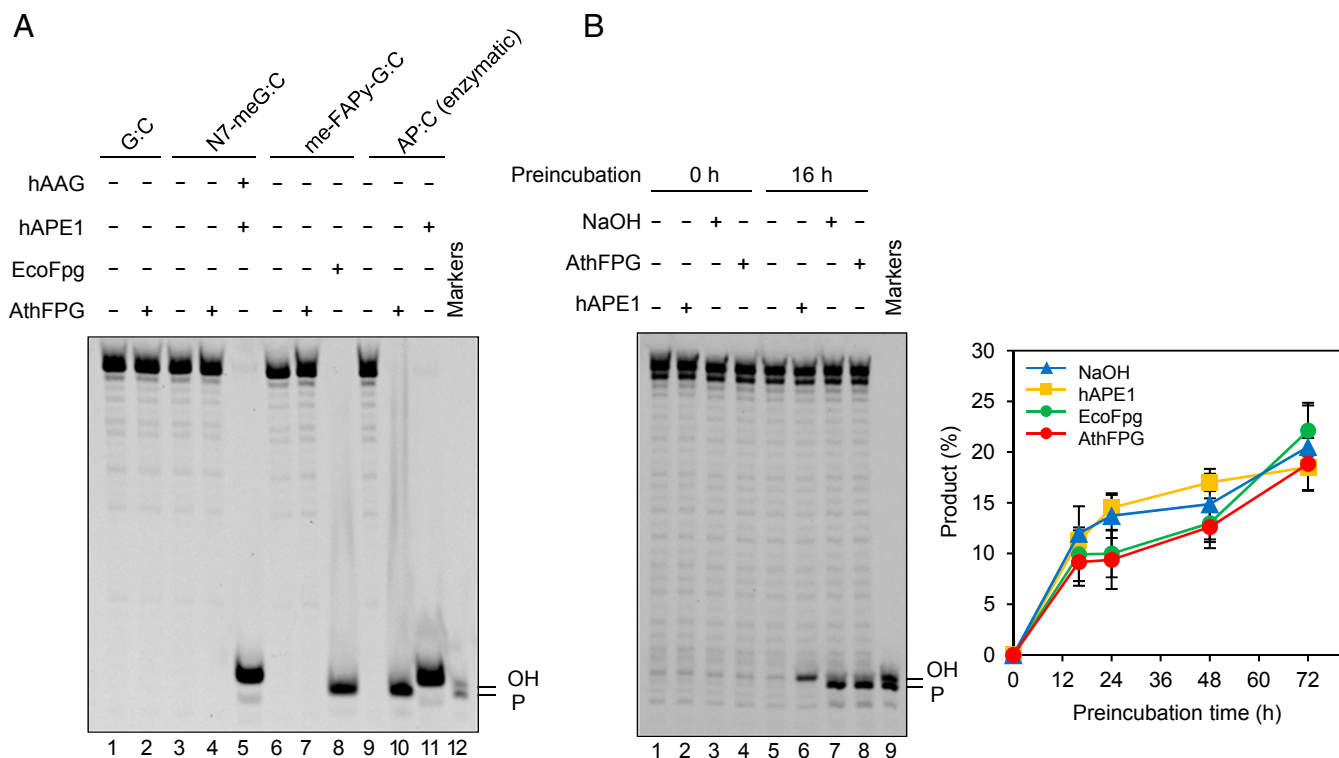 A
G:C N7-meG:C me-FAPy-G:C AP:C (enzymatic)
hAAG – – – – + – – – – – –
hAPE1 – – – – + – – – – – +
EcoFpg – – – – – – – + – – –
AthFPG – + – + – – + – – + –
Markers
OH
P
1 2 3 4 5 6 7 8 9 10 11 12
B
Preincubation 0 h 16 h
NaOH – – + – – – + –
AthFPG – – – + – – – +
hAPE1 – + – – – + – –
Markers
OH
P
1 2 3 4 5 6 7 8 9
Product (%)
30
25
20
15
10
5
0
NaOH
hAPE1
EcoFpg
AthFPG
0 12 24 36 48 60 72
Preincubation time (h)